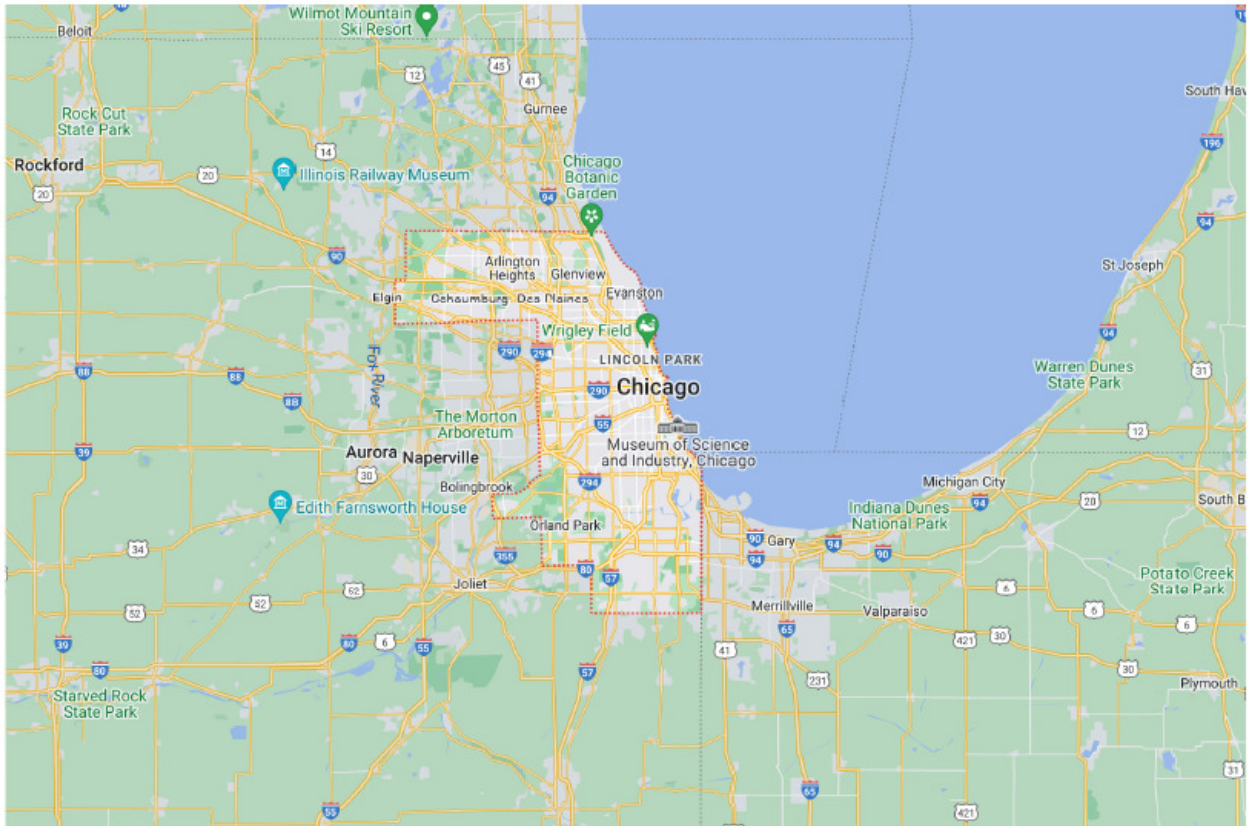 Wilmot Mountain
Ski Resort
Beloit
45
12
41
Gurnee
South Hav
Rock Cut
State Park
196
14
Rockford
20
20
Illinois Railway Museum
Chicago
Botanic
Garden
94
94
90
St Joseph
Arlington
Heights
Glenview
Elgin
Schaumburg
Des Plaines
Evanston
Wrigley Field
94
290
294
LINCOLN PARK
Fox River
Warren Dunes
State Park
88
88
31
Chicago
290
88
The Morton
Arboretum
55
12
Museum of Science
and Industry, Chicago
39
Aurora
Naperville
30
294
Michigan City
Bolingbrook
94
20
South B
Edith Farnsworth House
Indiana Dunes
National Park
Orland Park
90
Gary
94
90
34
355
94
80
57
Joliet
Potato Creek
State Park
6
52
52
52
Merrillville
Valparaiso
6
6
65
39
80
6
55
421
30
41
80
57
30
231
Plymouth
Starved Rock
State Park
31
65
55
421